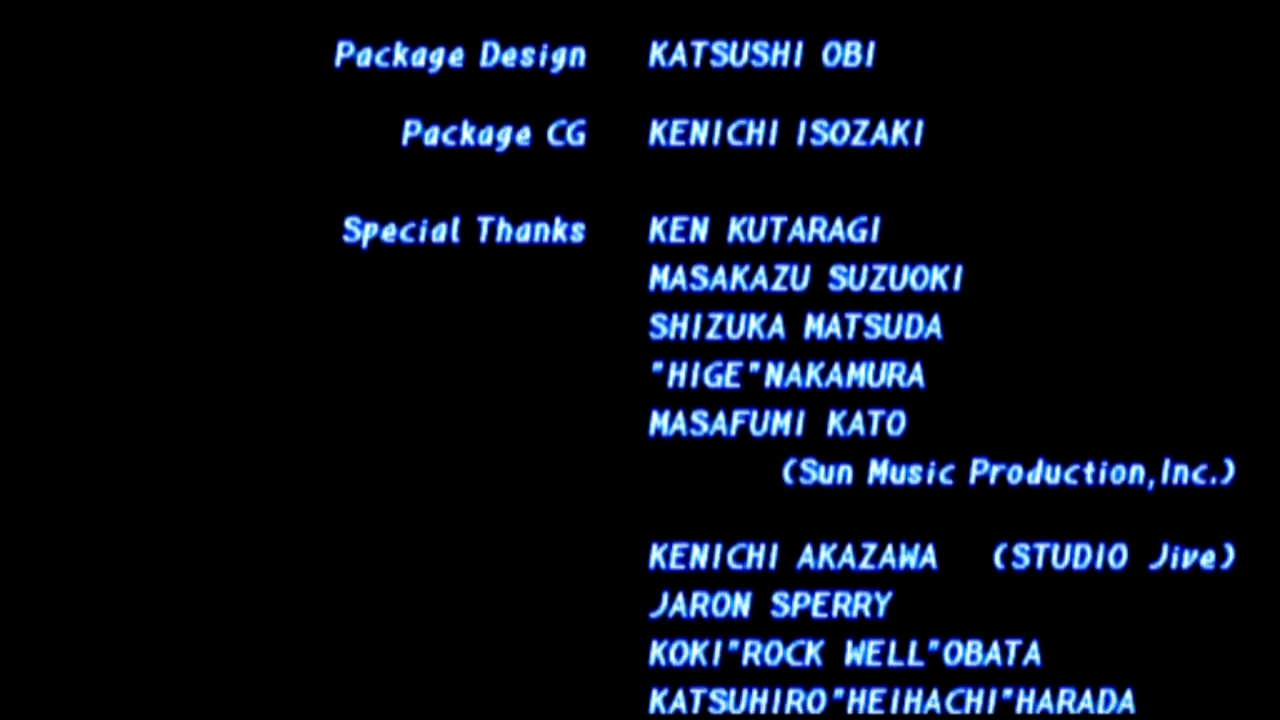 Package Design KATSUSHI OBI
Package CG KENICHI ISOZAKI
Special Thanks KEN KUTARAGI
MASAKAZU SUZUOKI
SHIZUKA MATSUDA
"HIGE"NAKAMURA
MASAFUMI KATO
(Sun Music Production,Inc.)
KENICHI AKAZAWA (STUDIO Jive)
JARON SPERRY
KOKI"ROCK WELL"OBATA
KATSUHIRO"HEIHACHI"HARADA